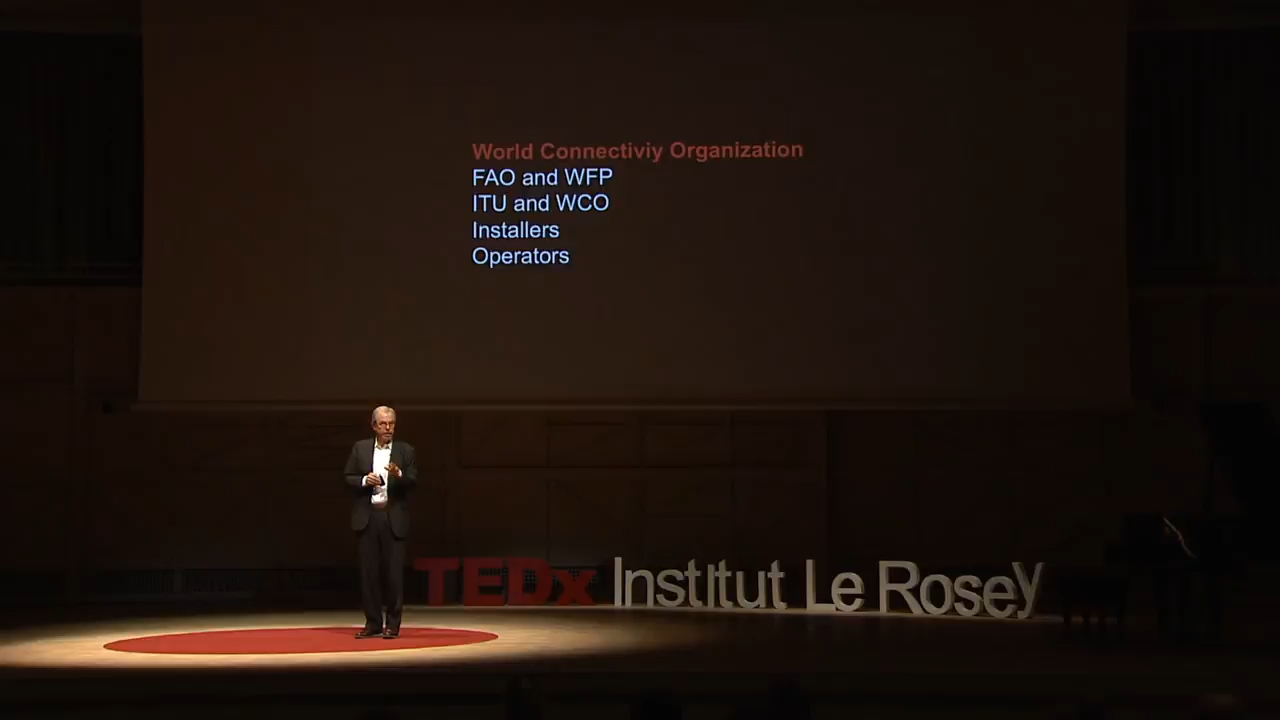 World Connectiviy Organization
FAO and WFP
ITU and WCO
Installers
Operators
TEDx Institut Le Rosey